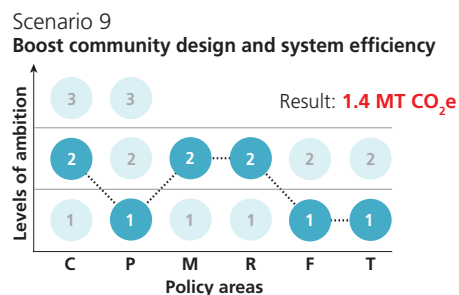 Scenario 9
Boost community design and system efficiency
Result: 1.4 MT CO2e
Levels of ambition
3 3
2 2 2 2 2 2
1 1 1 1 1 1
C P M R F T
Policy areas